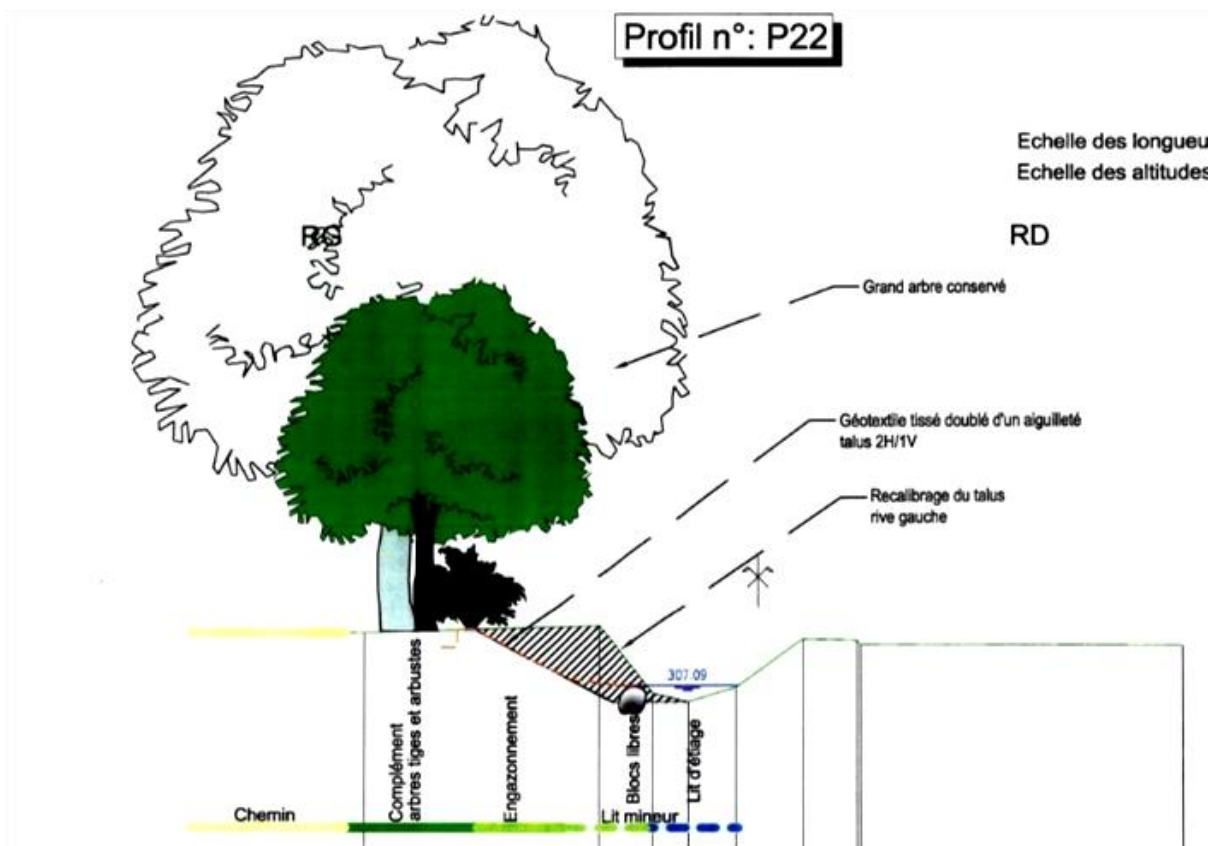 Profil n°: P22
Echelle des longueu
Echelle des altitudes
RG
RD
Grand arbre conservé
Géotextile tissé doublé d'un aiguilleté
talus 2H/1V
Recalibrage du talus
rive gauche
307.09
Complément
arbres tiges et arbustes
Engazonnement
Blocs libres
Lit d'étiage
Chemin
Lit mineur